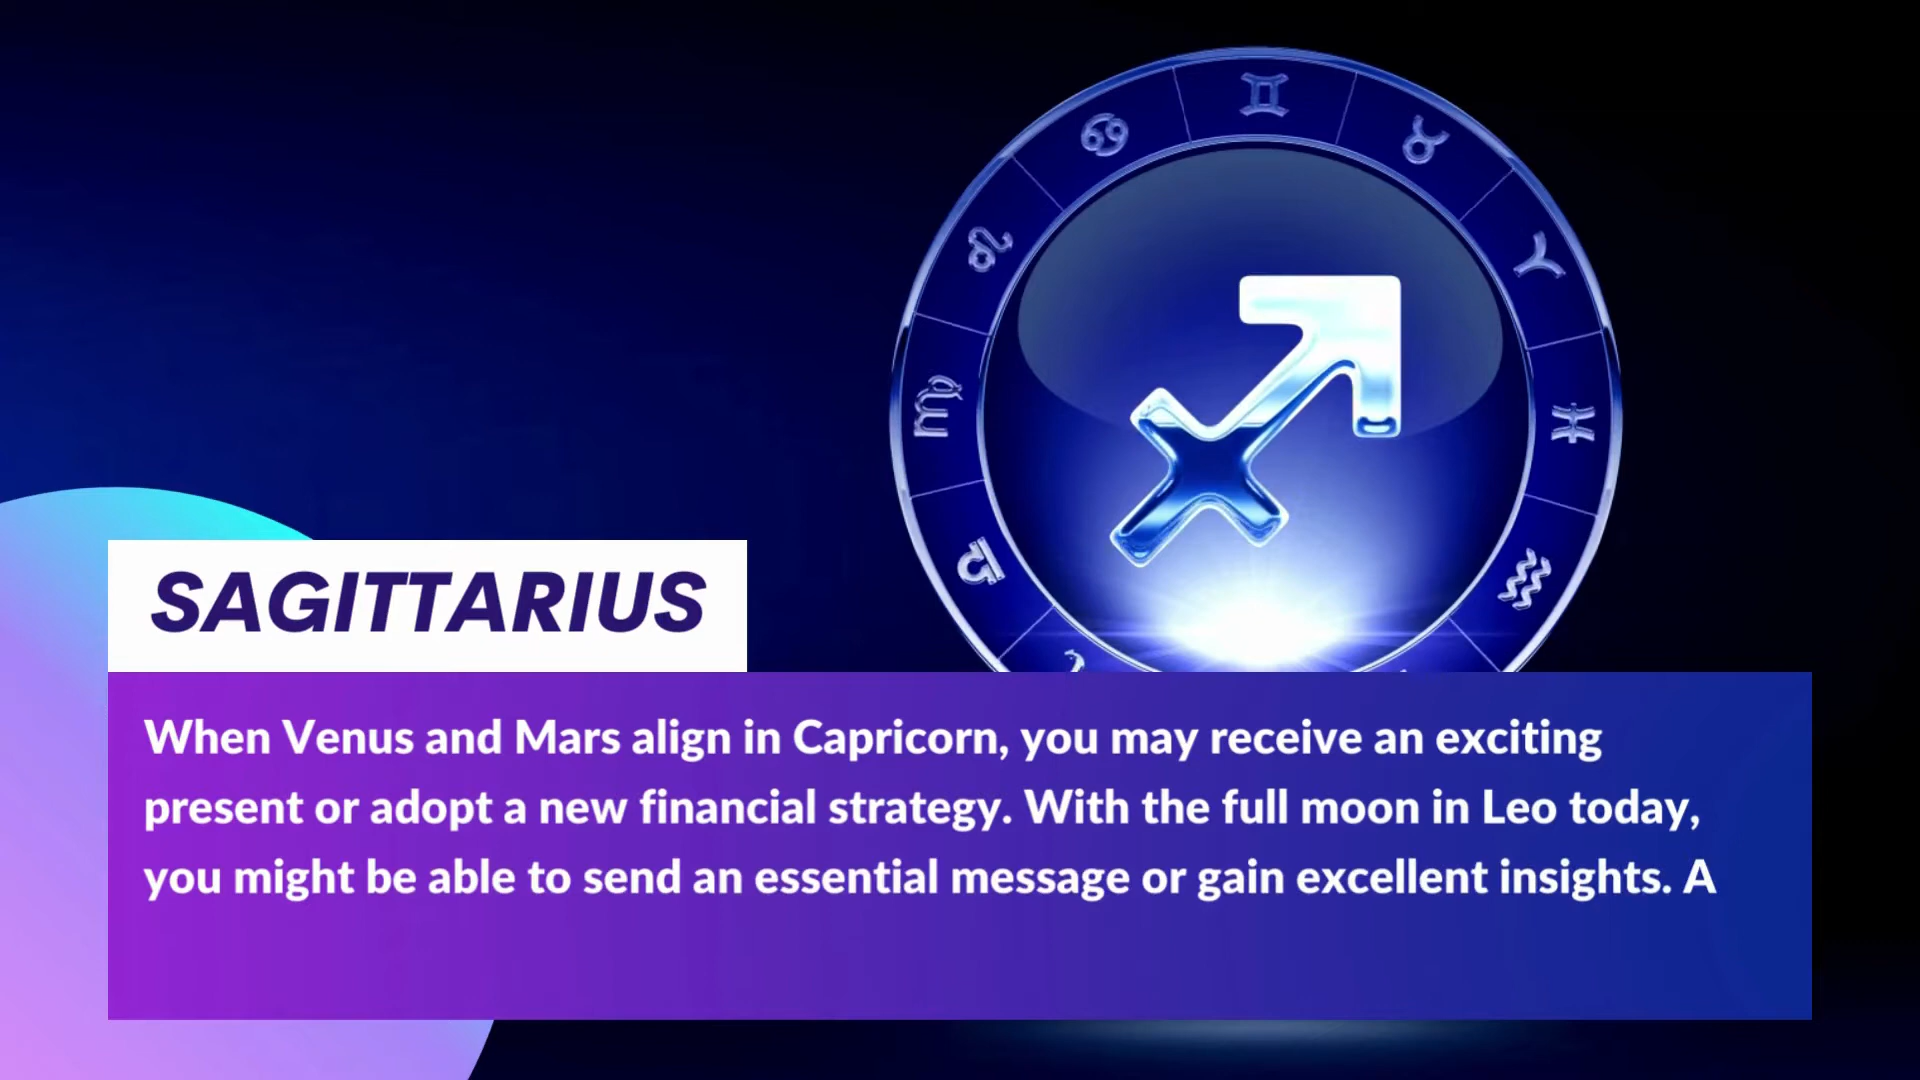 SAGITTARIUS
When Venus and Mars align in Capricorn, you may receive an exciting
present or adopt a new financial strategy. With the full moon in Leo today,
you might be able to send an essential message or gain excellent insights. A